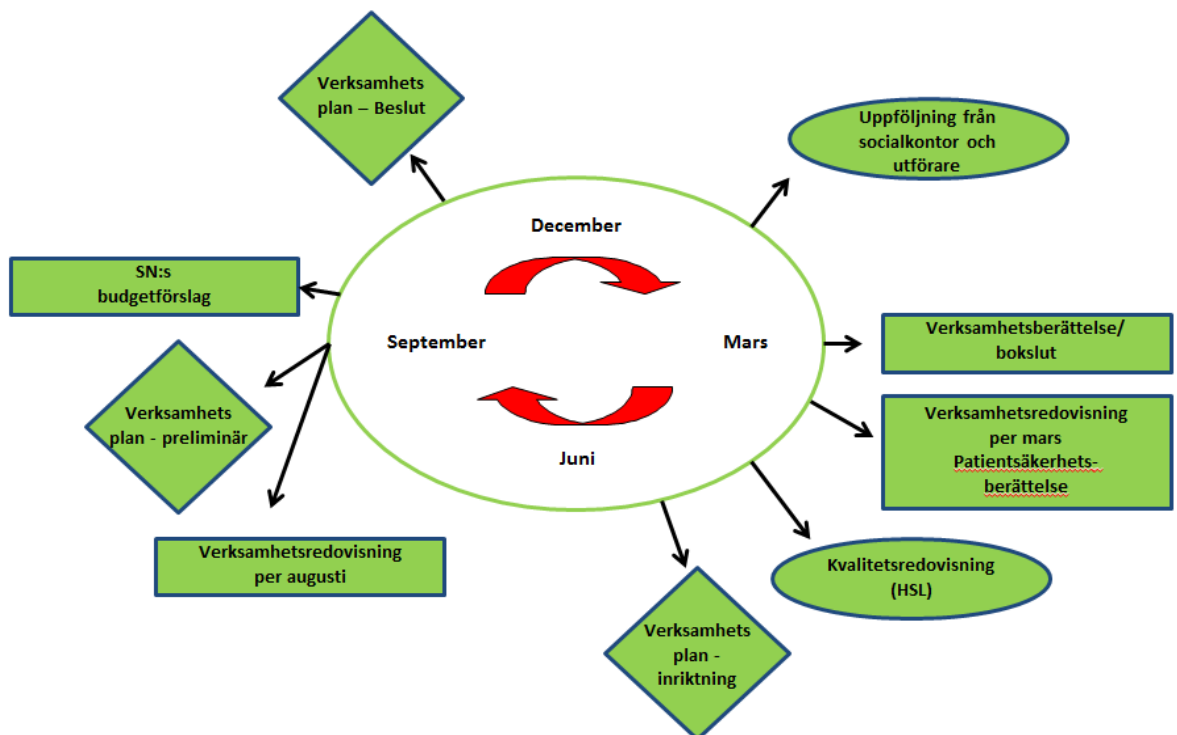 Verksamhets
plan – Beslut
Uppföljning från
socialkontor och
utförare
December
SN:s
budgetförslag
September
Mars
Verksamhetsberättelse/
bokslut
Verksamhets
plan - preliminär
Verksamhetsredovisning
per mars
Patientsäkerhets-
berättelse
Juni
Verksamhetsredovisning
per augusti
Kvalitetsredovisning
(HSL)
Verksamhets
plan -
inriktning